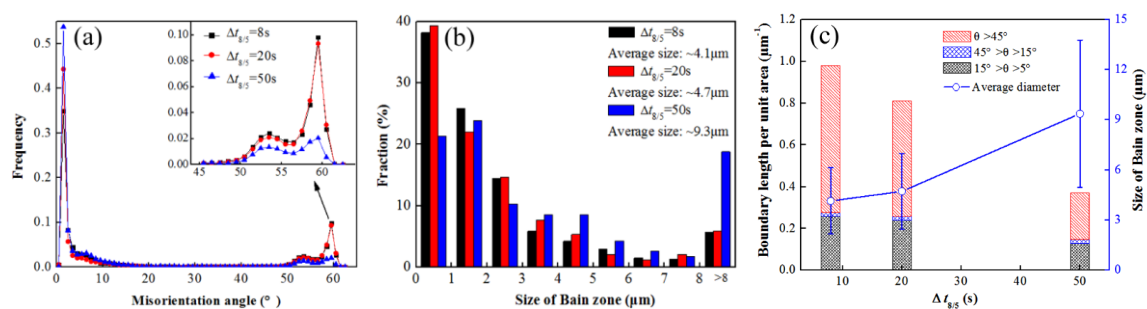 (a)
Δt8/5=8s
Δt8/5=20s
Δt8/5=50s
0.10
0.08
0.06
0.04
0.02
0.00
45 50 55 60
0.5
0.4
0.3
0.2
0.1
0.0
Frequency
0 10 20 30 40 50 60
Misorientation angle (°)
(b)
Δt8/5=8s
Average size: ~4.1μm
Δt8/5=20s
Average size: ~4.7μm
Δt8/5=50s
Average size: ~9.3μm
40%
30
20
10
0
Fraction (%)
0 1 2 3 4 5 6 7 8 >8
Size of Bain zone (μm)
(c)
θ >45°
45° >θ >15°
15° >θ >5°
Average diameter
1.2
1.0
0.8
0.6
0.4
0.2
0.0
Boundary length per unit area (μm-1)
10 20 30 40 50
Δ t8/5 (s)
15
12
9
6
3
0
Size of Bain zone (μm)